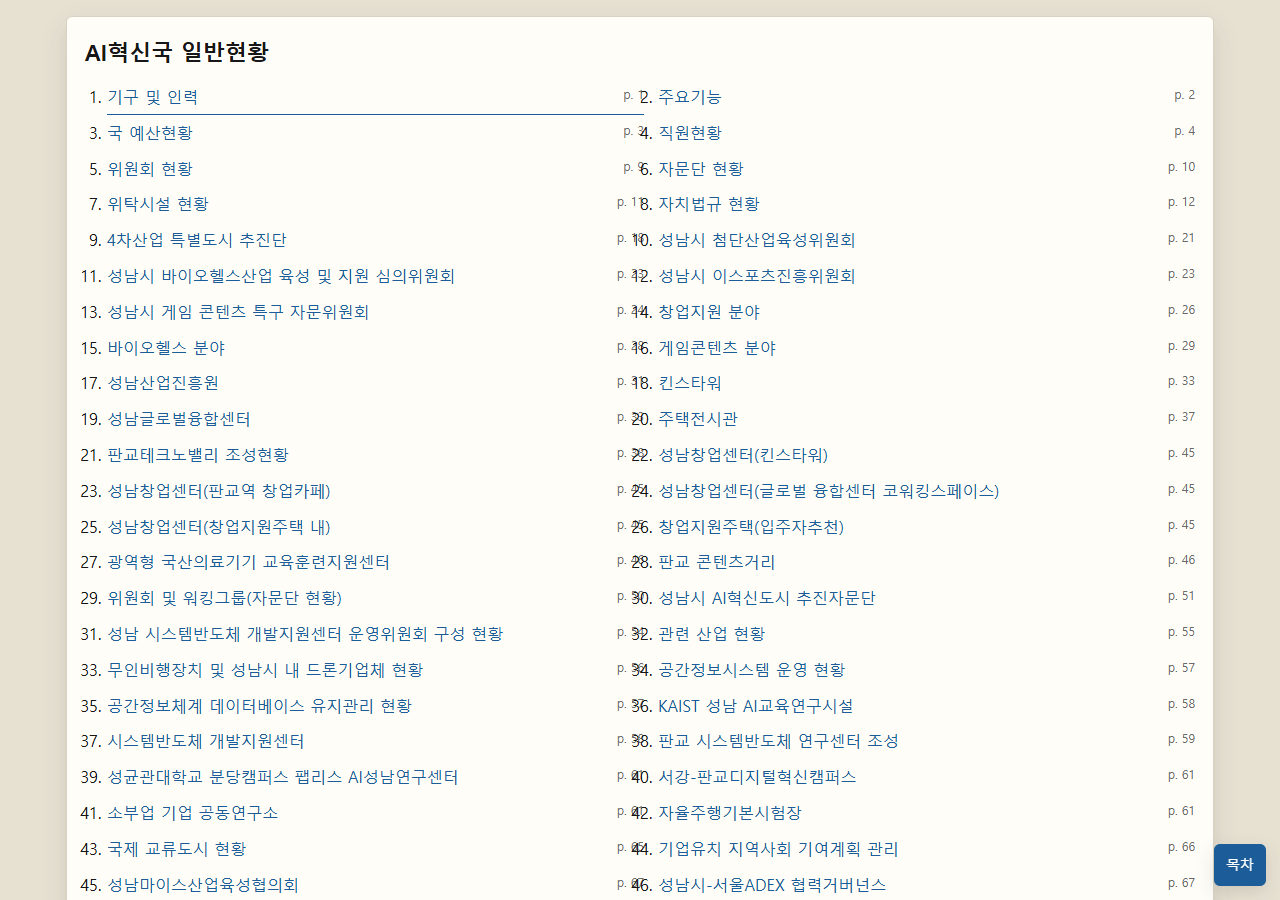 AI혁신국 일반현황
1. 기구 및 인력 p. 1
2. 주요기능 p. 2
3. 국 예산현황 p. 3
4. 직원현황 p. 4
5. 위원회 현황 p. 9
6. 자문단 현황 p. 10
7. 위탁시설 현황 p. 11
8. 자치법규 현황 p. 12
9. 4차산업 특별도시 추진단 p.
10. 성남시 첨단산업육성위원회 p. 21
11. 성남시 바이오헬스산업 육성 및 지원 심의위원회 p.
12. 성남시 이스포츠진흥위원회 p. 23
13. 성남시 게임 콘텐츠 특구 자문위원회 p.
14. 창업지원 분야 p. 26
15. 바이오헬스 분야 p.
16. 게임콘텐츠 분야 p. 29
17. 성남산업진흥원 p.
18. 킨스타워 p. 33
19. 성남글로벌융합센터 p.
20. 주택전시관 p. 37
21. 판교테크노밸리 조성현황 p.
22. 성남창업센터(킨스타워) p. 45
23. 성남창업센터(판교역 창업카페) p.
24. 성남창업센터(글로벌 융합센터 코워킹스페이스) p. 45
25. 성남창업센터(창업지원주택 내) p.
26. 창업지원주택(입주자추천) p. 45
27. 광역형 국산의료기기 교육훈련지원센터 p.
28. 판교 콘텐츠거리 p. 46
29. 위원회 및 워킹그룹(자문단 현황) p.
30. 성남시 AI혁신도시 추진자문단 p. 51
31. 성남 시스템반도체 개발지원센터 운영위원회 구성 현황 p.
32. 관련 산업 현황 p. 55
33. 무인비행장치 및 성남시 내 드론기업체 현황 p.
34. 공간정보시스템 운영 현황 p. 57
35. 공간정보체계 데이터베이스 유지관리 현황 p.
36. KAIST 성남 AI교육연구시설 p. 58
37. 시스템반도체 개발지원센터 p.
38. 판교 시스템반도체 연구센터 조성 p. 59
39. 성균관대학교 분당캠퍼스 팹리스 AI성남연구센터 p.
40. 서강-판교디지털혁신캠퍼스 p. 61
41. 소부업 기업 공동연구소 p.
42. 자율주행기본시험장 p. 61
43. 국제 교류도시 현황 p.
44. 기업유치 지역사회 기여계획 관리 p. 66
45. 성남마이스산업육성협의회 p.
46. 성남시-서울ADEX 협력거버넌스 p. 67
목차